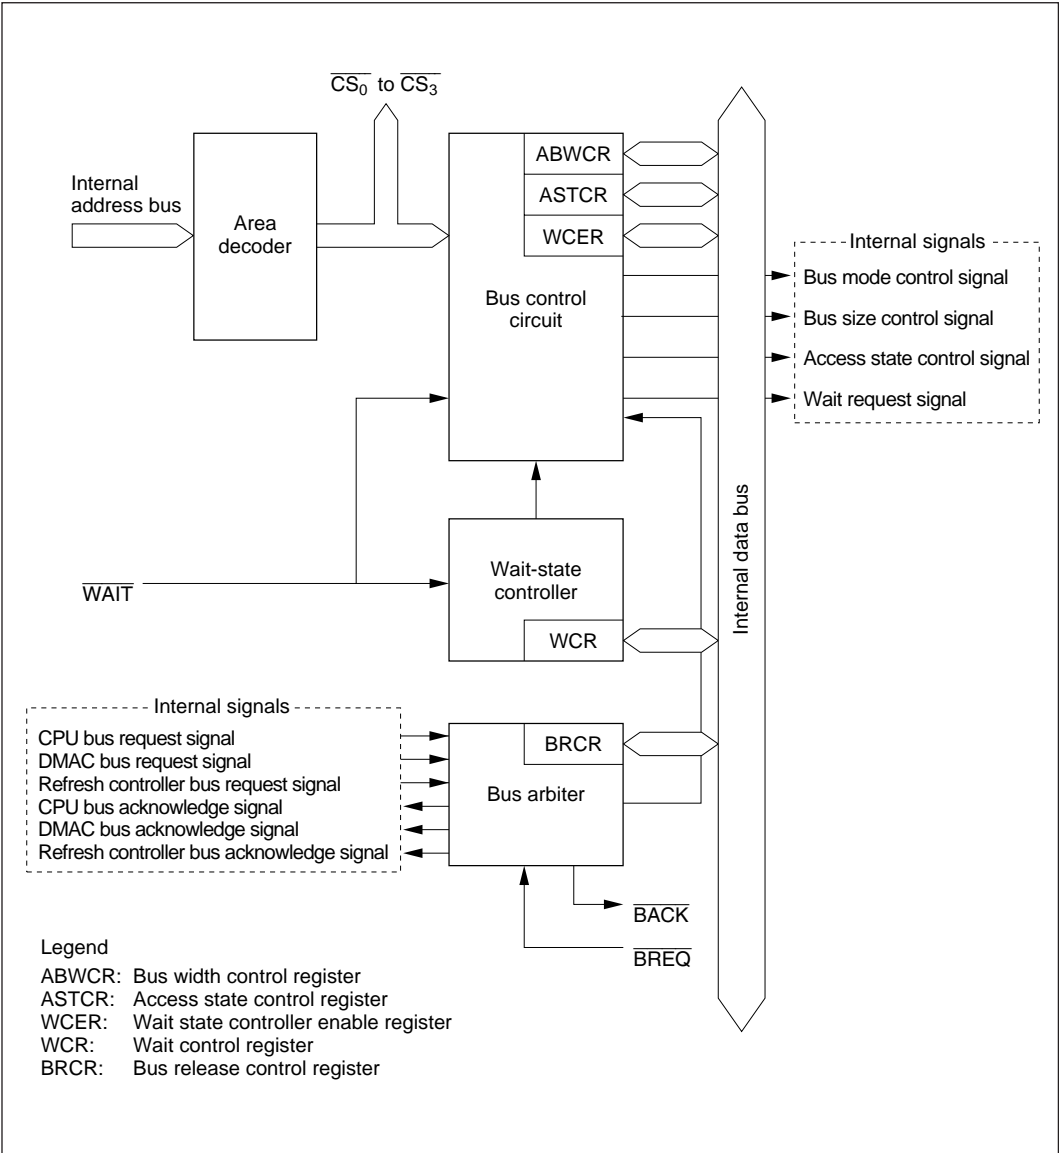 CS0 to CS3
Internal
address bus
Area
decoder
ABWCR
ASTCR
WCER
Bus control
circuit
Internal signals
Bus mode control signal
Bus size control signal
Access state control signal
Wait request signal
Internal data bus
WAIT
Wait-state
controller
WCR
Internal signals
CPU bus request signal
DMAC bus request signal
Refresh controller bus request signal
CPU bus acknowledge signal
DMAC bus acknowledge signal
Refresh controller bus acknowledge signal
BRCR
Bus arbiter
BACK
BREQ
Legend
ABWCR: Bus width control register
ASTCR: Access state control register
WCER: Wait state controller enable register
WCR: Wait control register
BRCR: Bus release control register